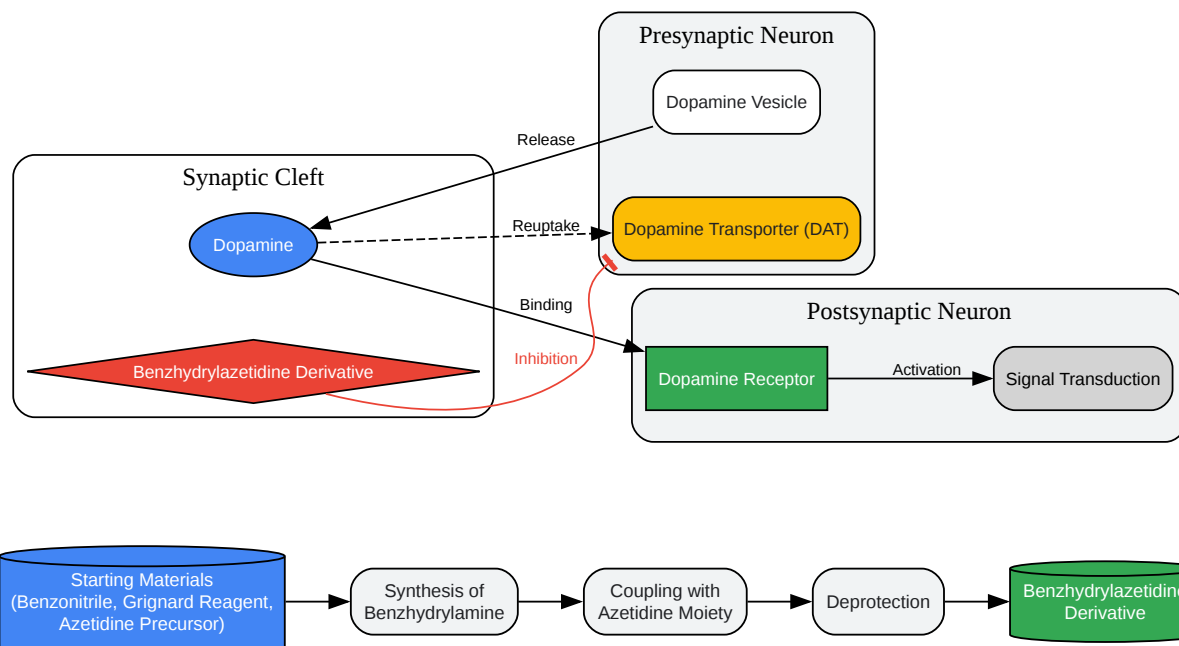 Presynaptic Neuron
Dopamine Vesicle
Release
Synaptic Cleft
Dopamine
Reuptake
Dopamine Transporter (DAT)
Binding
Postsynaptic Neuron
Inhibition
Benzhydrylazetidine Derivative
Dopamine Receptor
Activation
Signal Transduction
Starting Materials
(Benzonitrile, Grignard Reagent,
Azetidine Precursor)
Synthesis of
Benzhydrylamine
Coupling with
Azetidine Moiety
Deprotection
Benzhydrylazetidine
Derivative